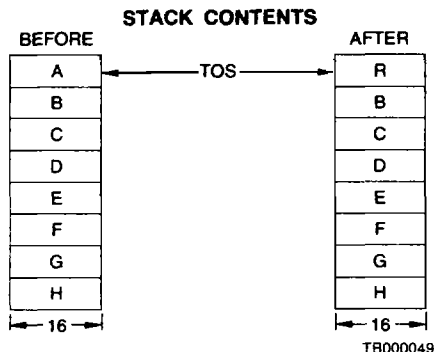 STACK CONTENTS
BEFORE AFTER
A TOS R
B B
C C
D D
E E
F F
G G
H H
16 16
TB000049